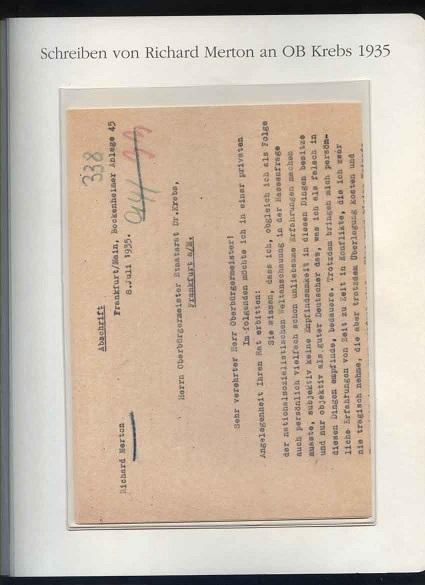 Schreiben von Richard Merton an OB Krebs 1935
338
Abschrift
Richard Merton
Frankfurt/Main, Bockenheimer Anlage 45
8.Juli 1935.
Herrn Oberbürgermeister Staatsrat Dr.Krebs,
Frankfurt a/M.
Sehr verehrter Herr Oberbürgermeister!
Im folgenden möchte ich in einer privaten
Angelegenheit Ihren Rat erbitten:
Sie wissen, dass ich, obgleich ich als Folge
der nationalsozialistischen Weltanschauung in der Rassenfrage
auch persönlich vielfach schon unliebsame Erfahrungen machen
musste, subjektiv keine Empfindsamkeit in diesen Dingen besitze
und nur objektiv als guter Deutscher das, was ich als falsch in
diesen Dingen empfinde, bedauere. Trotzdem bringen mich persön-
liche Erfahrungen von Zeit zu Zeit in Konflikte, die ich zwar
nie tragisch nehme, die aber trotzdem Überlegung kosten und